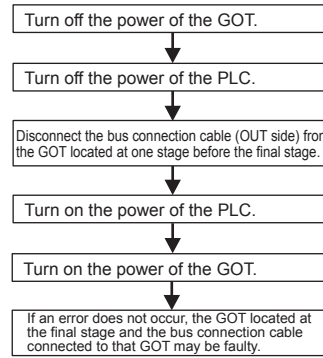 Turn off the power of the GOT.
Turn off the power of the PLC.
Disconnect the bus connection cable (OUT side) from
the GOT located at one stage before the final stage.
Turn on the power of the PLC.
Turn on the power of the GOT.
If an error does not occur, the GOT located at
the final stage and the bus connection cable
connected to that GOT may be faulty.